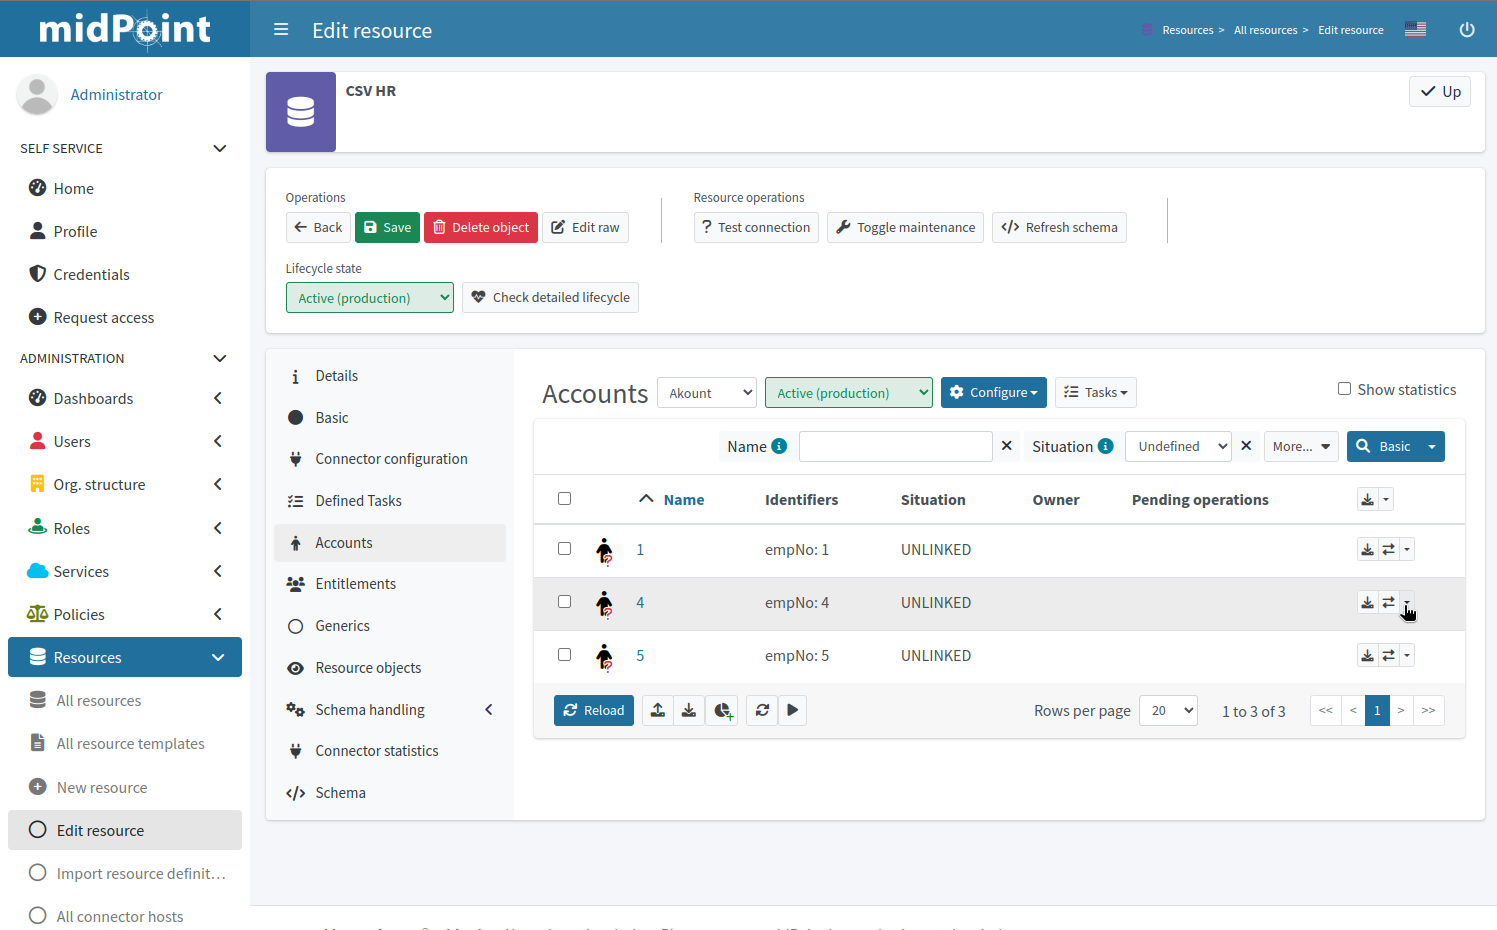 midPoint
Edit resource
Resources > All resources > Edit resource
Administrator
SELF SERVICE
Home
Profile
Credentials
Request access
ADMINISTRATION
Dashboards
Users
Org. structure
Roles
Services
Policies
Resources
All resources
All resource templates
New resource
Edit resource
Import resource definit...
All connector hosts
CSV HR
Up
Operations
Back Save Delete object Edit raw
Resource operations
? Test connection Toggle maintenance Refresh schema
Lifecycle state
Active (production) Check detailed lifecycle
Details
Basic
Connector configuration
Defined Tasks
Accounts
Entitlements
Generics
Resource objects
Schema handling
Connector statistics
Schema
Accounts Akount Active (production) Configure Tasks Show statistics
Name Situation Undefined More... Basic
Name Identifiers Situation Owner Pending operations
1 empNo: 1 UNLINKED
4 empNo: 4 UNLINKED
5 empNo: 5 UNLINKED
Reload Rows per page 20 1 to 3 of 3 << < 1 > >>